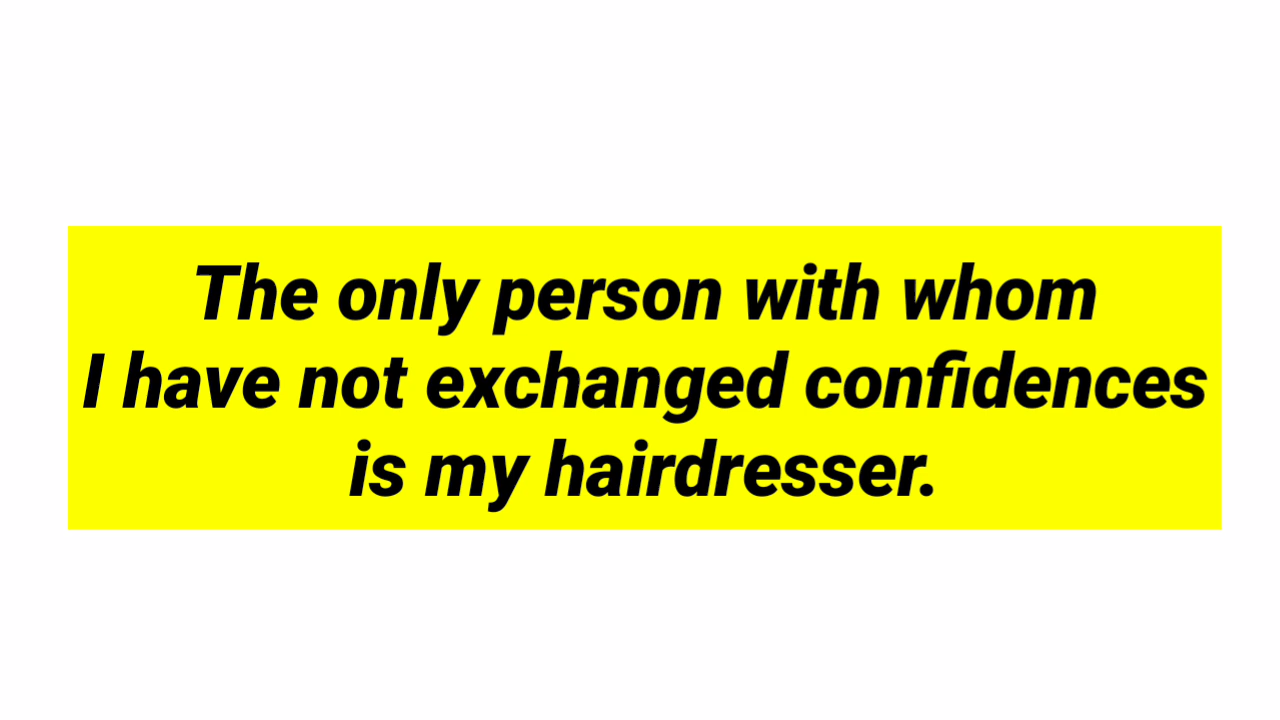 The only person with whom
I have not exchanged confidences
is my hairdresser.